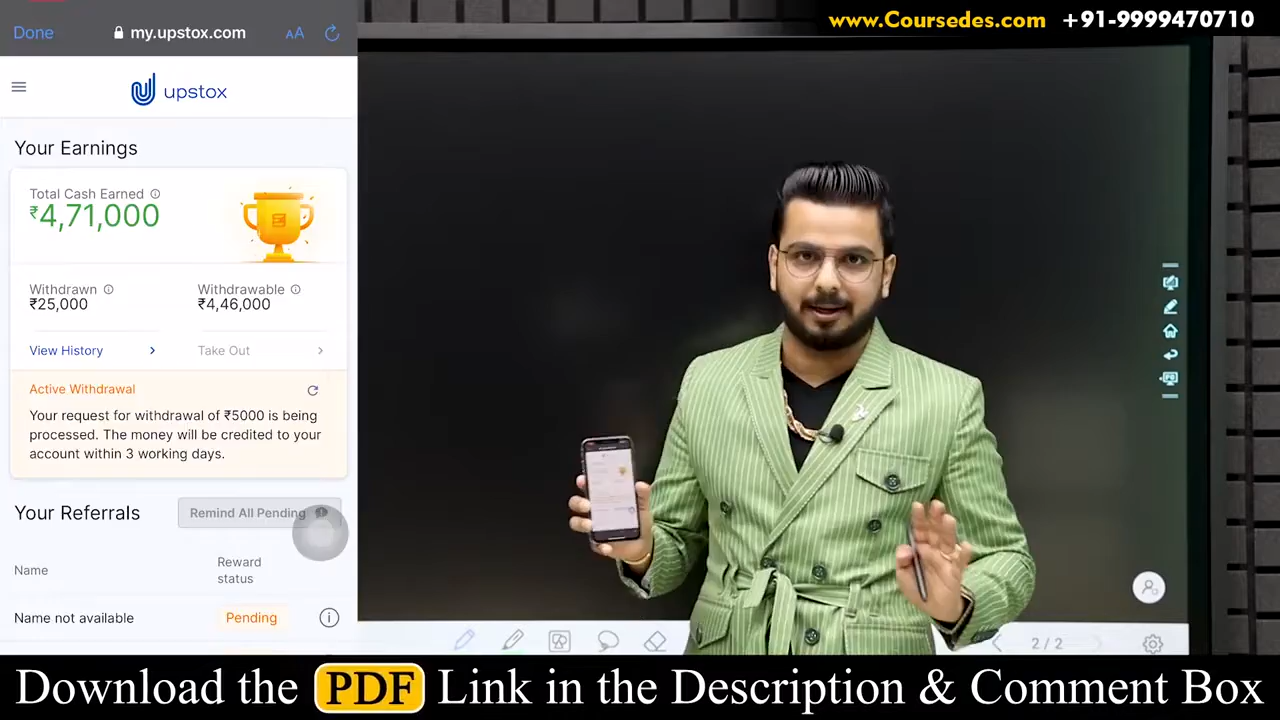 www.Coursedes.com +91-9999470710
Done
my.upstox.com
AA
upstox
Your Earnings
Total Cash Earned
₹4,71,000
Withdrawn
Withdrawable
₹25,000
₹4,46,000
View History
Take Out
Active Withdrawal
Your request for withdrawal of ₹5000 is being
processed. The money will be credited to your
account within 3 working days.
Your Referrals
Remind All Pending
Name
Reward
status
Name not available
Pending
2/2
Download the PDF Link in the Description & Comment Box